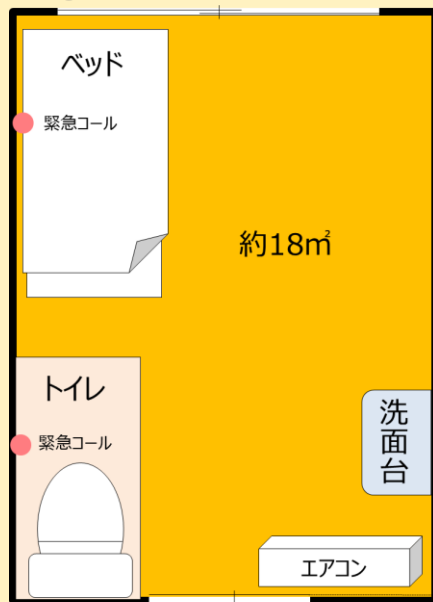 ベッド
緊急コール
約18㎡
トイレ
緊急コール
洗面台
エアコン